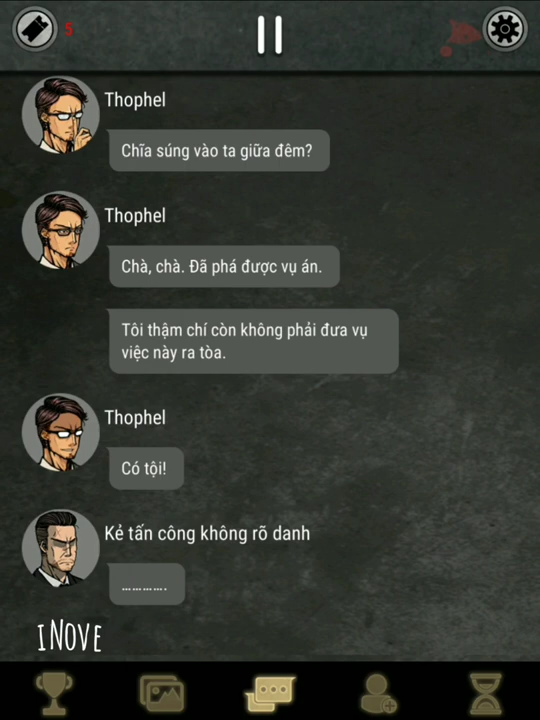 5
Thophel
Chĩa súng vào ta giữa đêm?
Thophel
Chà, chà. Đã phá được vụ án.
Tôi thậm chí còn không phải đưa vụ
việc này ra tòa.
Thophel
Có tội!
Kẻ tấn công không rõ danh
………….
iNove